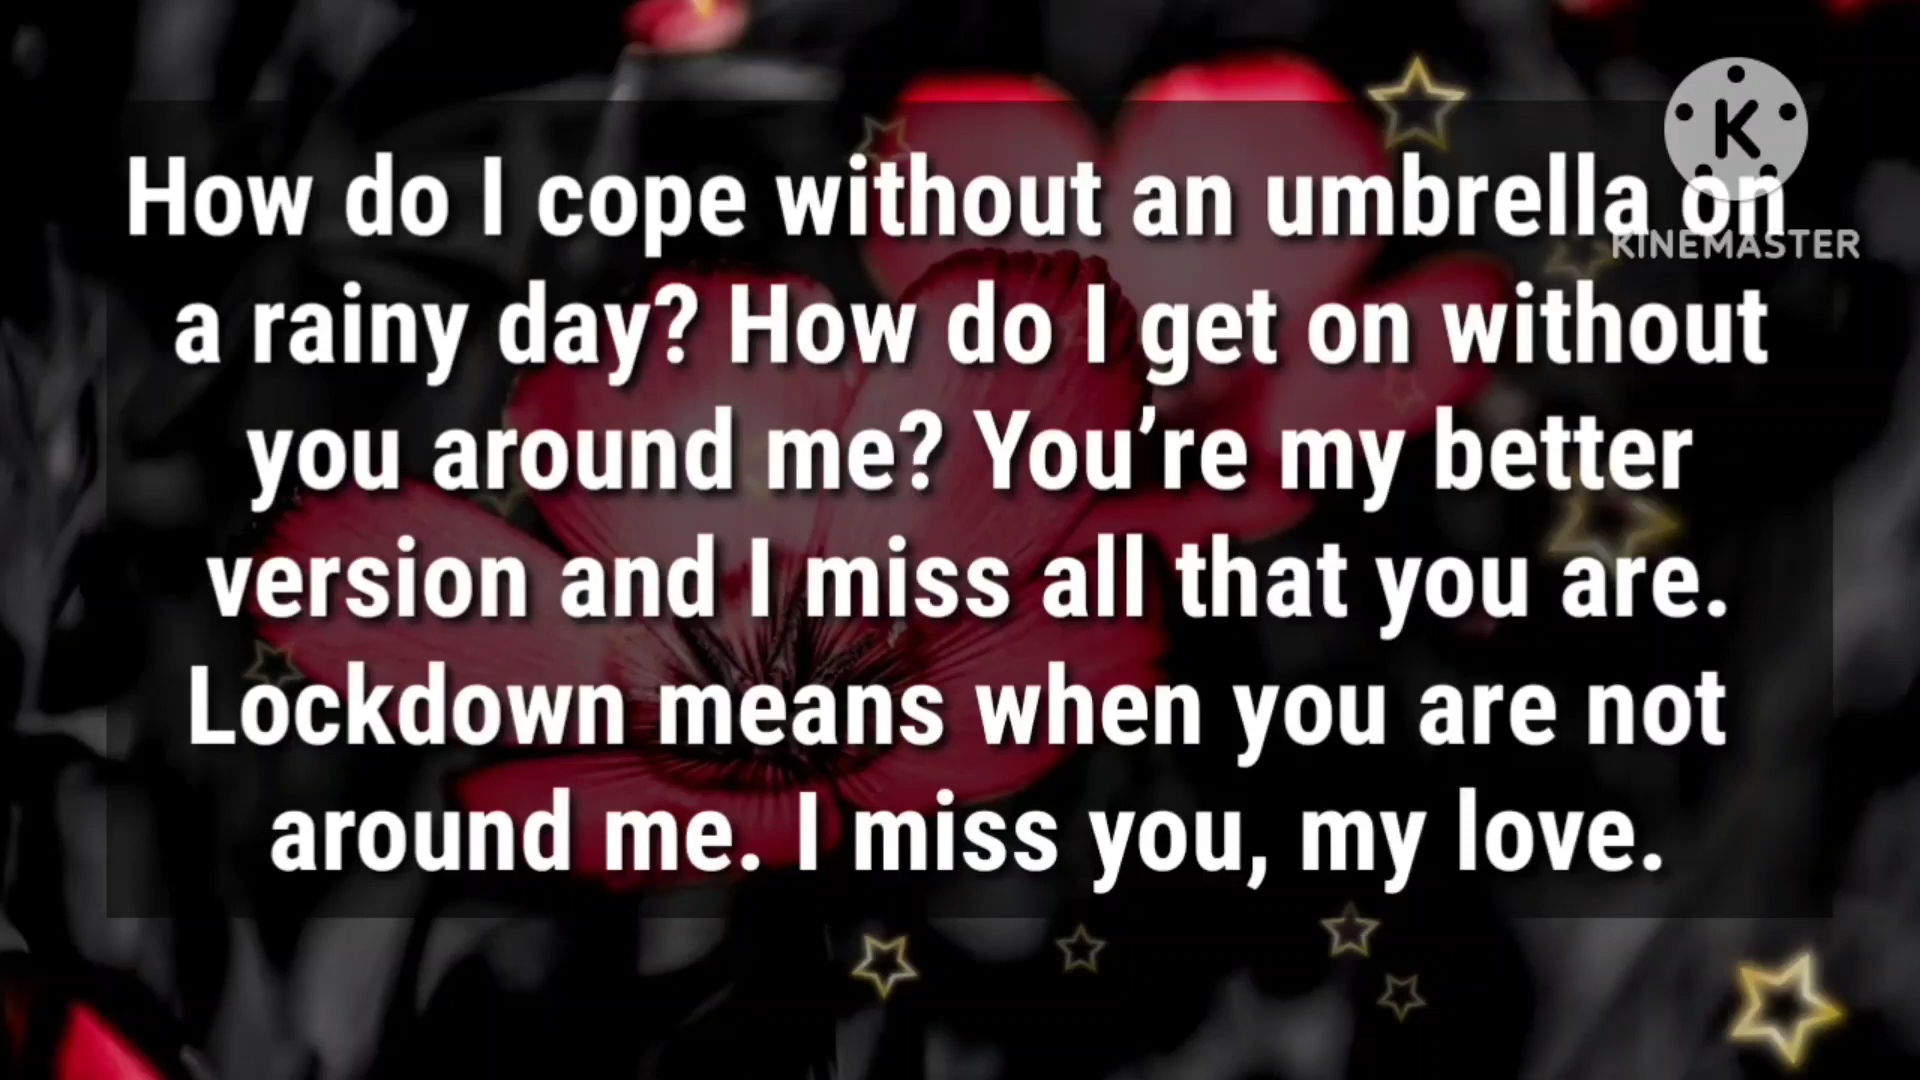 How do I cope without an umbrella on
a rainy day? How do I get on without
you around me? You’re my better
version and I miss all that you are.
Lockdown means when you are not
around me. I miss you, my love.
K
KINEMASTER